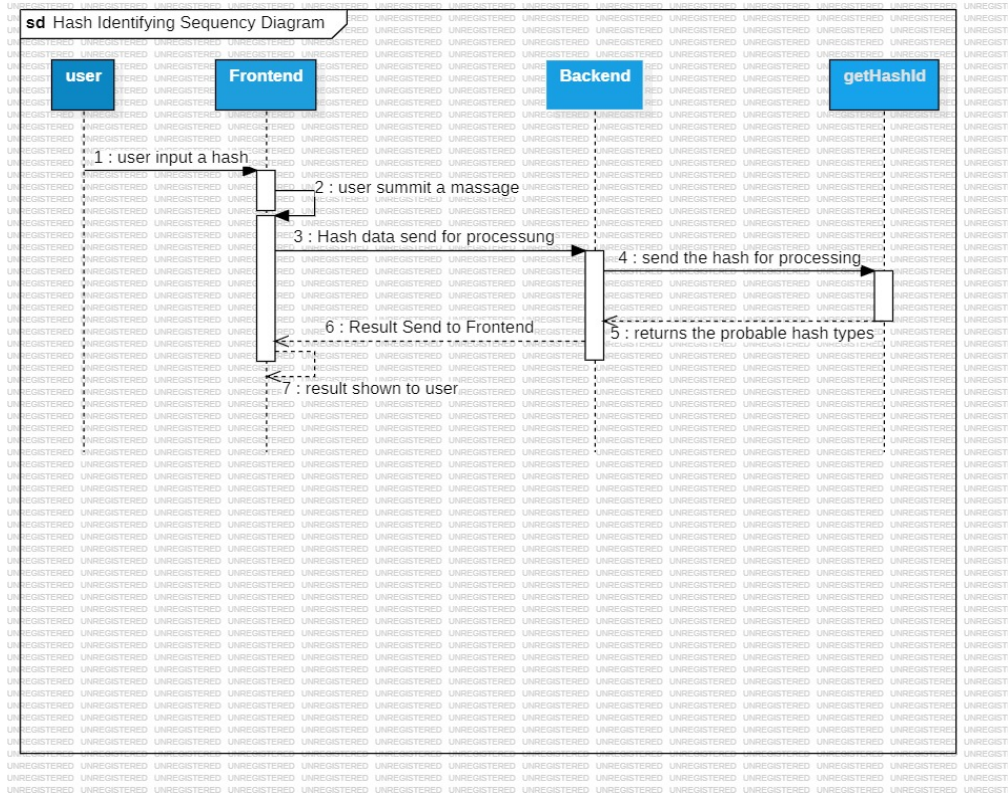 sd Hash Identifying Sequency Diagram
user
Frontend
Backend
getHashId
1 : user input a hash
2 : user summit a massage
3 : Hash data send for processung
4 : send the hash for processing
6 : Result Send to Frontend
5 : returns the probable hash types
7 : result shown to user
UNREGISTERED